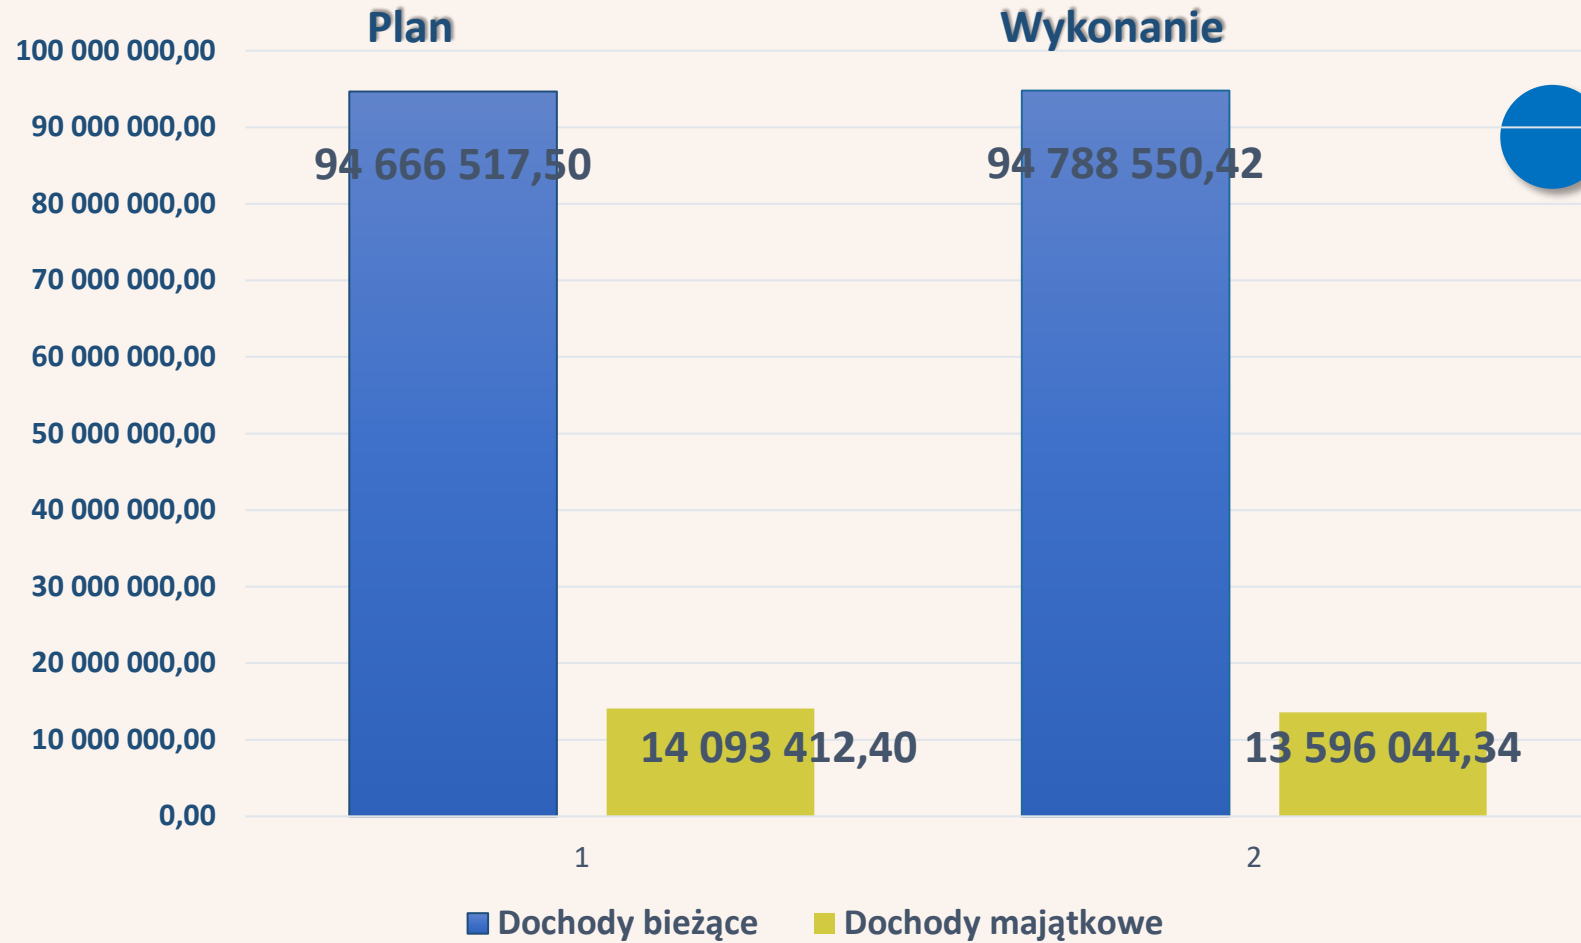 Plan Wykonanie
100 000 000,00
90 000 000,00
94 666 517,50 94 788 550,42
80 000 000,00
70 000 000,00
60 000 000,00
50 000 000,00
40 000 000,00
30 000 000,00
20 000 000,00
10 000 000,00
14 093 412,40 13 596 044,34
0,00
1 2
Dochody bieżące Dochody majątkowe